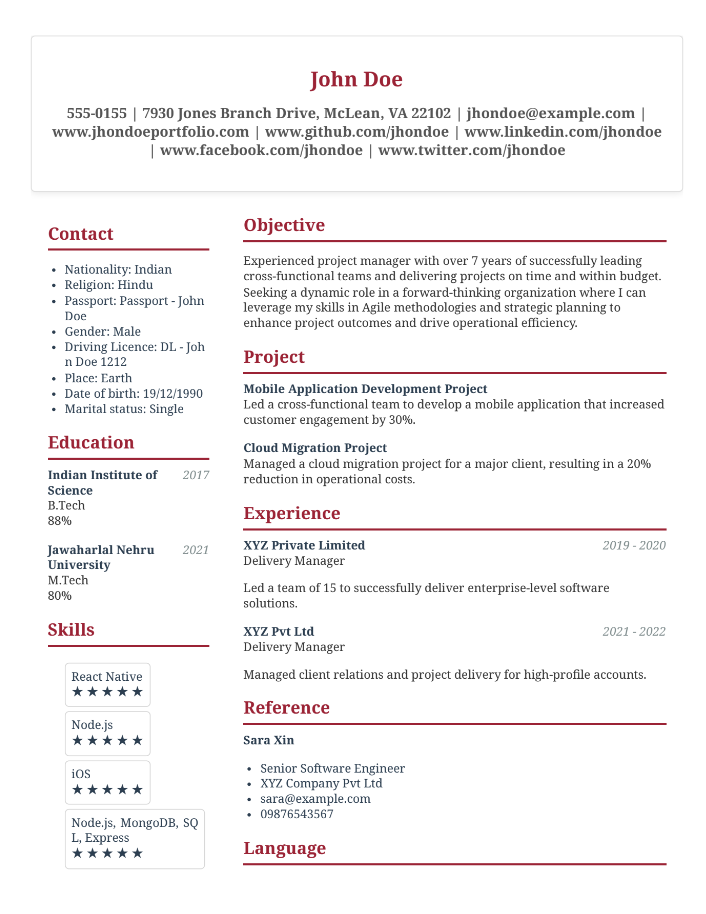 John Doe
555-0155 | 7930 Jones Branch Drive, McLean, VA 22102 | jhondoe@example.com |
www.jhondoeportfolio.com | www.github.com/jhondoe | www.linkedin.com/jhondoe
| www.facebook.com/jhondoe | www.twitter.com/jhondoe
Contact
• Nationality: Indian
• Religion: Hindu
• Passport: Passport - John
Doe
• Gender: Male
• Driving Licence: DL - Joh
n Doe 1212
• Place: Earth
• Date of birth: 19/12/1990
• Marital status: Single
Education
Indian Institute of 2017
Science
B.Tech
88%
Jawaharlal Nehru 2021
University
M.Tech
80%
Skills
React Native
★★★★★
Node.js
★★★★★
iOS
★★★★★
Node.js, MongoDB, SQ
L, Express
★★★★★
Objective
Experienced project manager with over 7 years of successfully leading
cross-functional teams and delivering projects on time and within budget.
Seeking a dynamic role in a forward-thinking organization where I can
leverage my skills in Agile methodologies and strategic planning to
enhance project outcomes and drive operational efficiency.
Project
Mobile Application Development Project
Led a cross-functional team to develop a mobile application that increased
customer engagement by 30%.
Cloud Migration Project
Managed a cloud migration project for a major client, resulting in a 20%
reduction in operational costs.
Experience
XYZ Private Limited 2019 - 2020
Delivery Manager
Led a team of 15 to successfully deliver enterprise-level software
solutions.
XYZ Pvt Ltd 2021 - 2022
Delivery Manager
Managed client relations and project delivery for high-profile accounts.
Reference
Sara Xin
• Senior Software Engineer
• XYZ Company Pvt Ltd
• sara@example.com
• 09876543567
Language